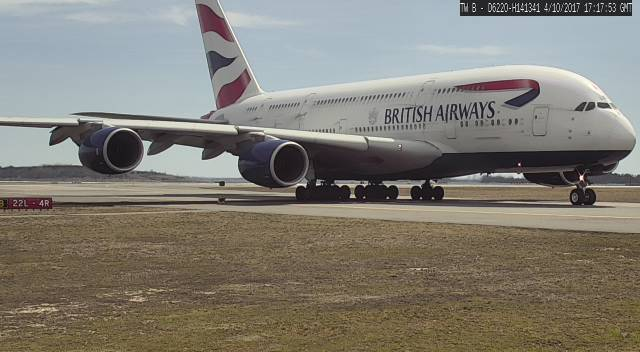 TW B - 06220-H141341 4/10/2017 17:17:53 GMT
BRITISH AIRWAYS
B 22L - 4R